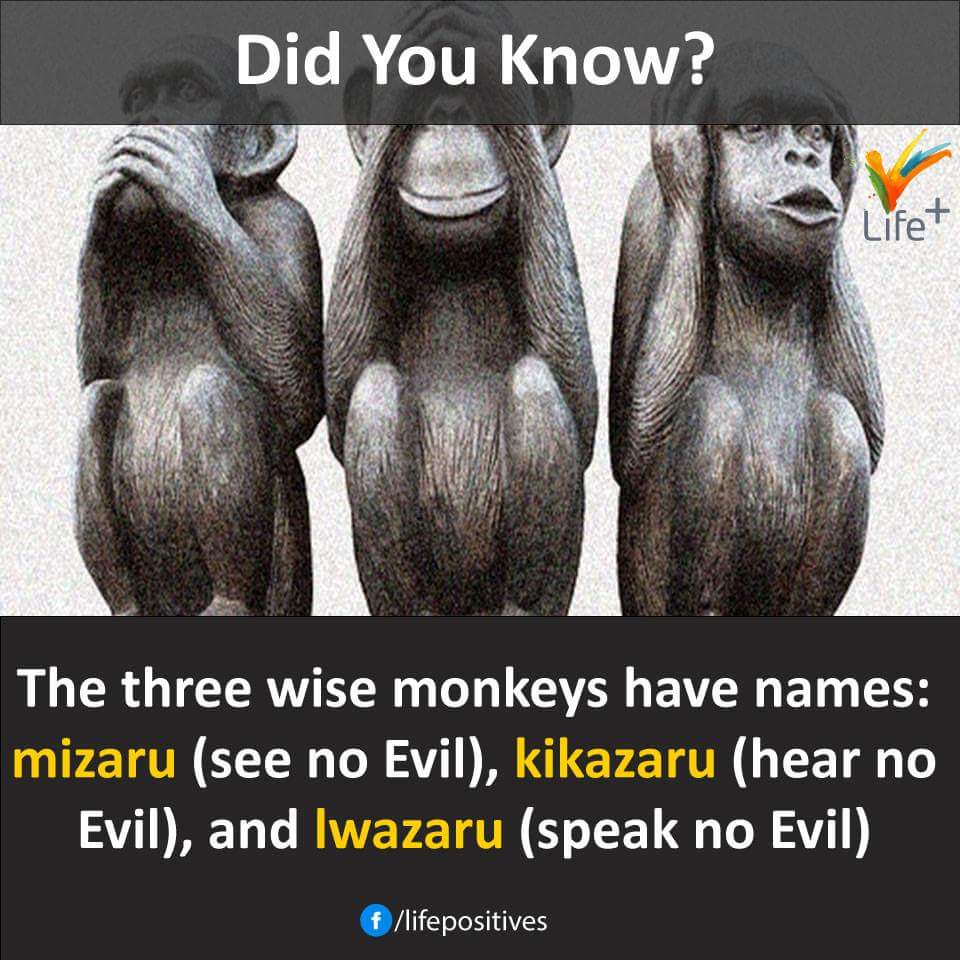 Did You Know?
Life+
The three wise monkeys have names:
mizaru (see no Evil), kikazaru (hear no
Evil), and lwazaru (speak no Evil)
f/lifepositives